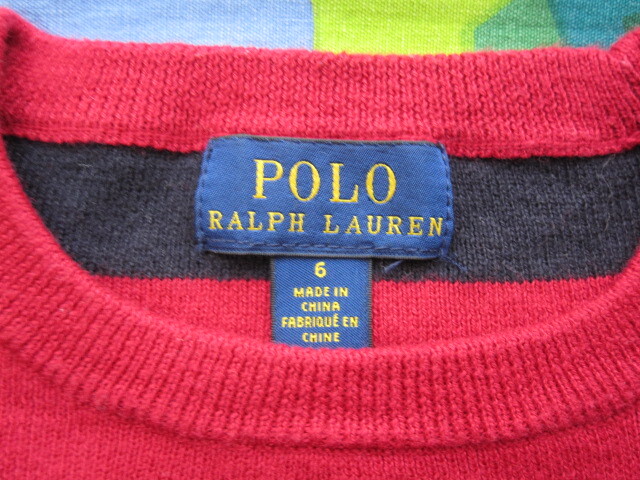 POLO
RALPH LAUREN
6
MADE IN
CHINA
FABRIQUÉ EN
CHINE